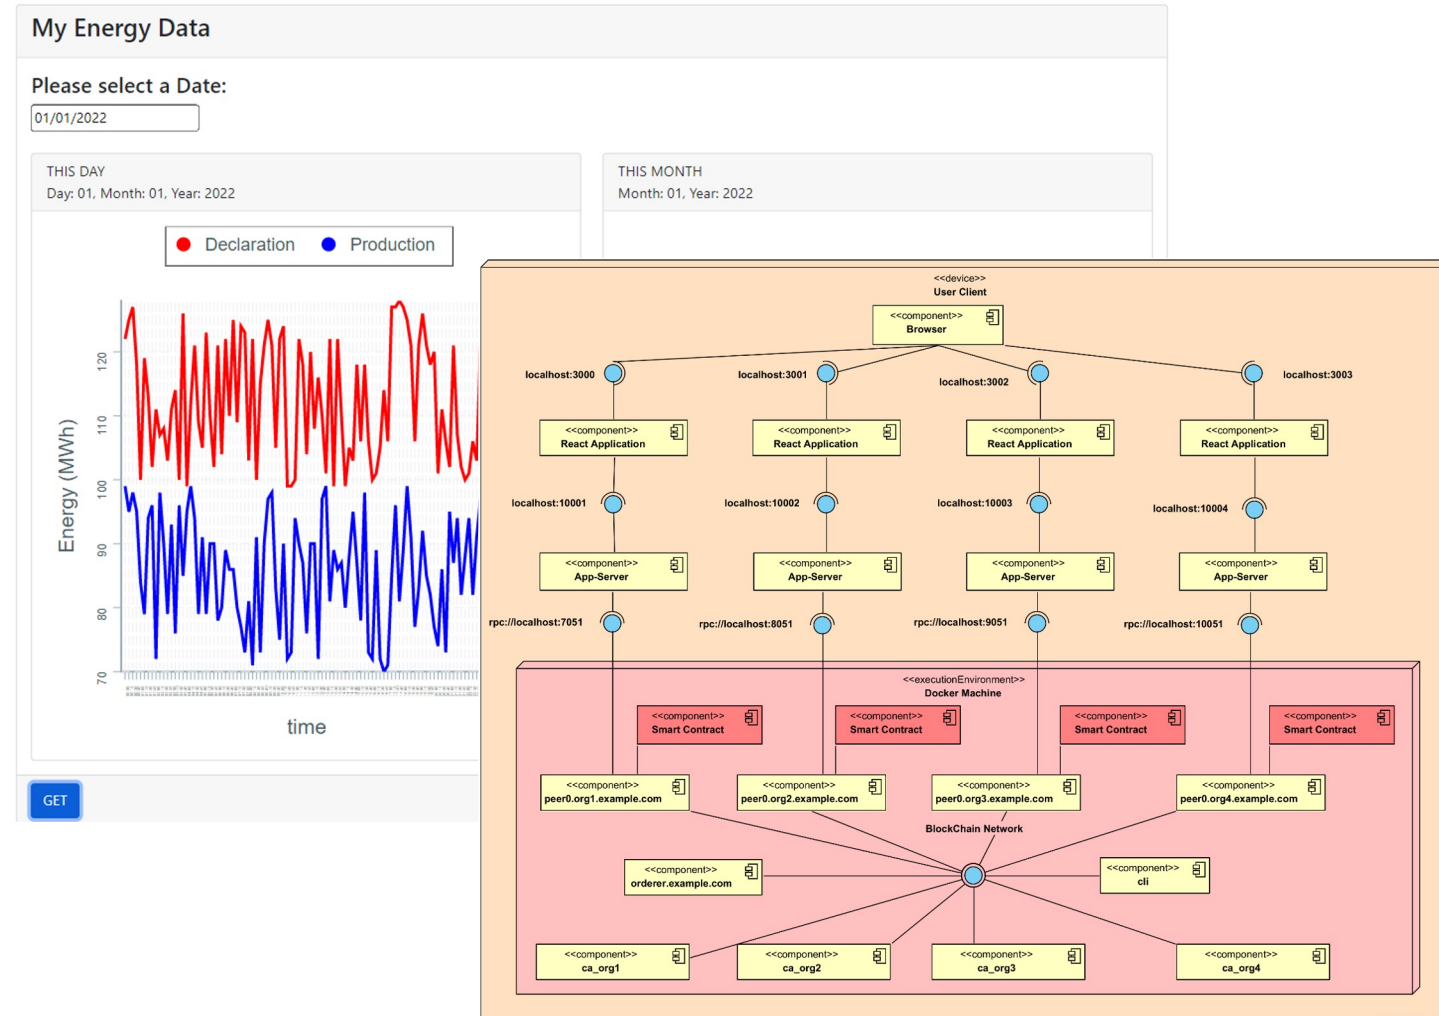 My Energy Data
Please select a Date:
01/01/2022
THIS DAY
Day: 01, Month: 01, Year: 2022
THIS MONTH
Month: 01, Year: 2022
Declaration
Production
Energy (MWh)
120
110
100
90
80
70
time
GET
<<device>>
User Client
<<component>>
Browser
localhost:3000
localhost:3001
localhost:3002
localhost:3003
<<component>>
React Application
<<component>>
React Application
<<component>>
React Application
<<component>>
React Application
localhost:10001
localhost:10002
localhost:10003
localhost:10004
<<component>>
App-Server
<<component>>
App-Server
<<component>>
App-Server
<<component>>
App-Server
rpc://localhost:7051
rpc://localhost:8051
rpc://localhost:9051
rpc://localhost:10051
<<executionEnvironment>>
Docker Machine
<<component>>
Smart Contract
<<component>>
Smart Contract
<<component>>
Smart Contract
<<component>>
Smart Contract
<<component>>
peer0.org1.example.com
<<component>>
peer0.org2.example.com
<<component>>
peer0.org3.example.com
<<component>>
peer0.org4.example.com
BlockChain Network
<<component>>
orderer.example.com
<<component>>
cli
<<component>>
ca_org1
<<component>>
ca_org2
<<component>>
ca_org3
<<component>>
ca_org4